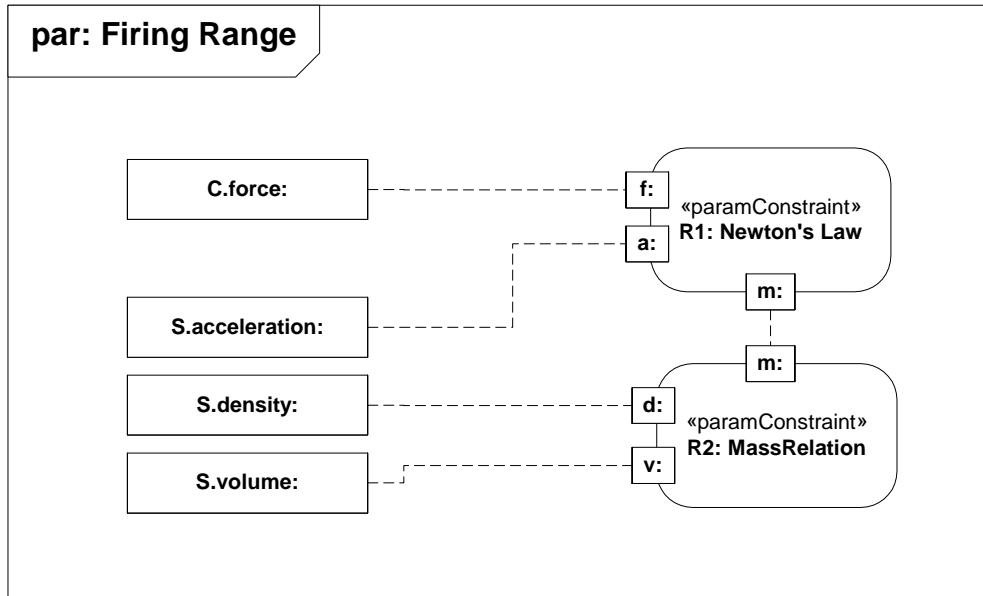 par: Firing Range
C.force:
f:
«paramConstraint»
R1: Newton's Law
a:
m:
S.acceleration:
m:
S.density:
d:
«paramConstraint»
R2: MassRelation
S.volume:
v: